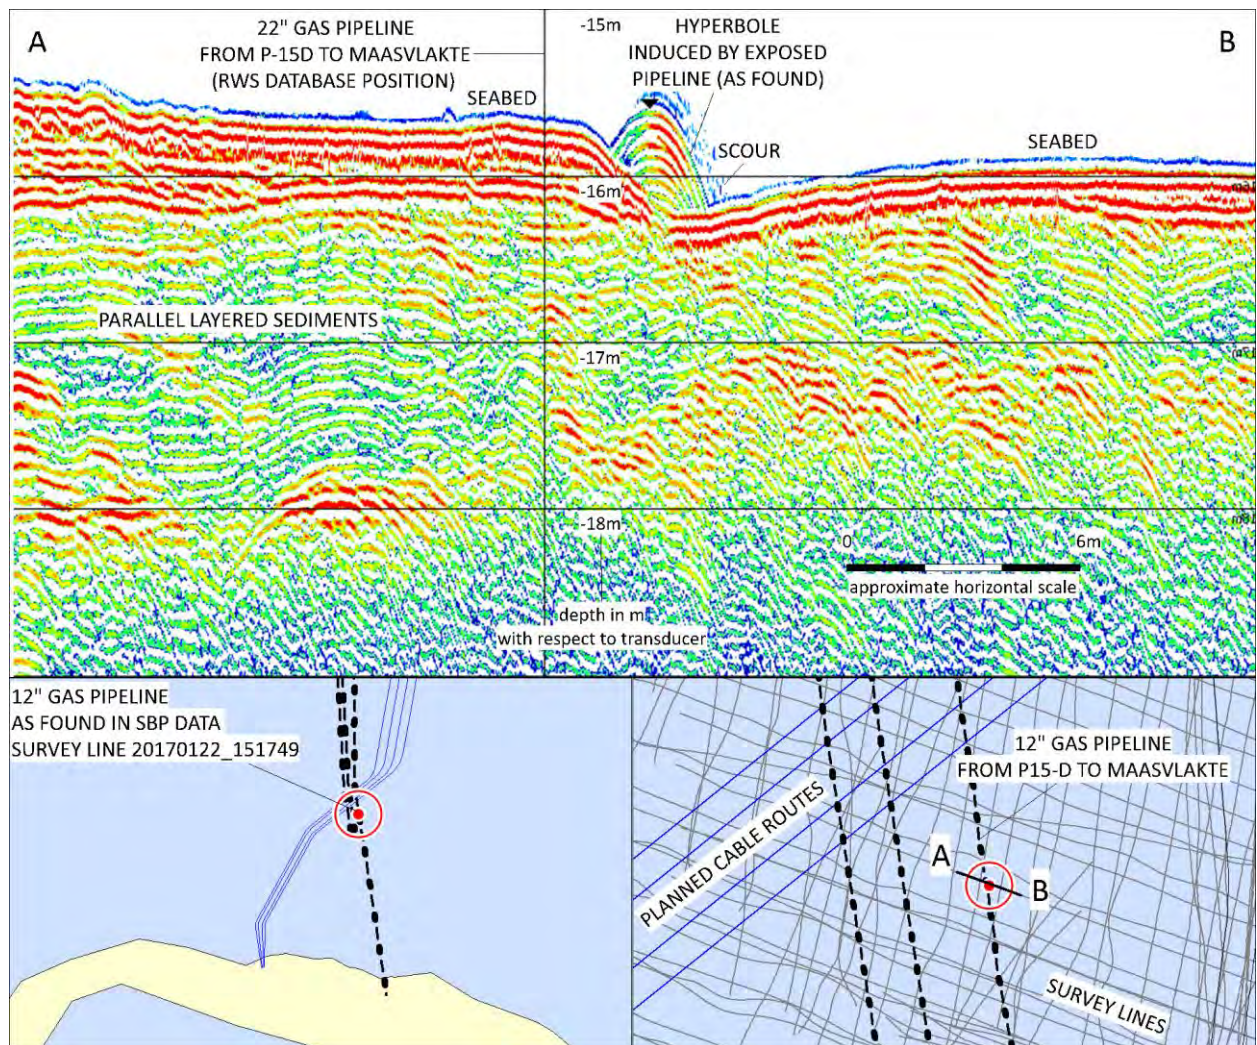 A
22" GAS PIPELINE
FROM P-15D TO MAASVLAKTE
(RWS DATABASE POSITION)
-15m
HYPERBOLE
INDUCED BY EXPOSED
PIPELINE (AS FOUND)
B
SEABED
SCOUR
SEABED
-16m
PARALLEL LAYERED SEDIMENTS
-17m
-18m
0
6m
approximate horizontal scale
depth in m
with respect to transducer
12" GAS PIPELINE
AS FOUND IN SBP DATA
SURVEY LINE 20170122_151749
12" GAS PIPELINE
FROM P15-D TO MAASVLAKTE
PLANNED CABLE ROUTES
A
B
SURVEY LINES